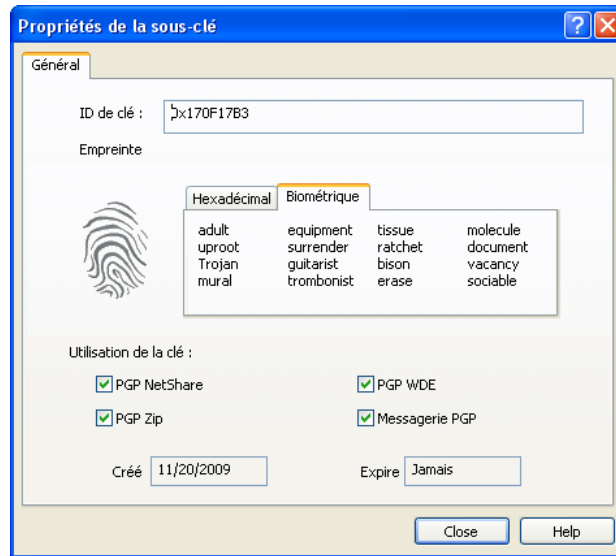 Propriétés de la sous-clé
Général
ID de clé :
לx170F17B3
Empreinte
Hexadécimal Biométrique
adult equipment tissue molecule
uproot surrender ratchet document
Trojan guitarist bison vacancy
mural trombonist erase sociable
Utilisation de la clé :
PGP NetShare PGP WDE
PGP Zip Messagerie PGP
Créé 11/20/2009 Expire Jamais
Close Help